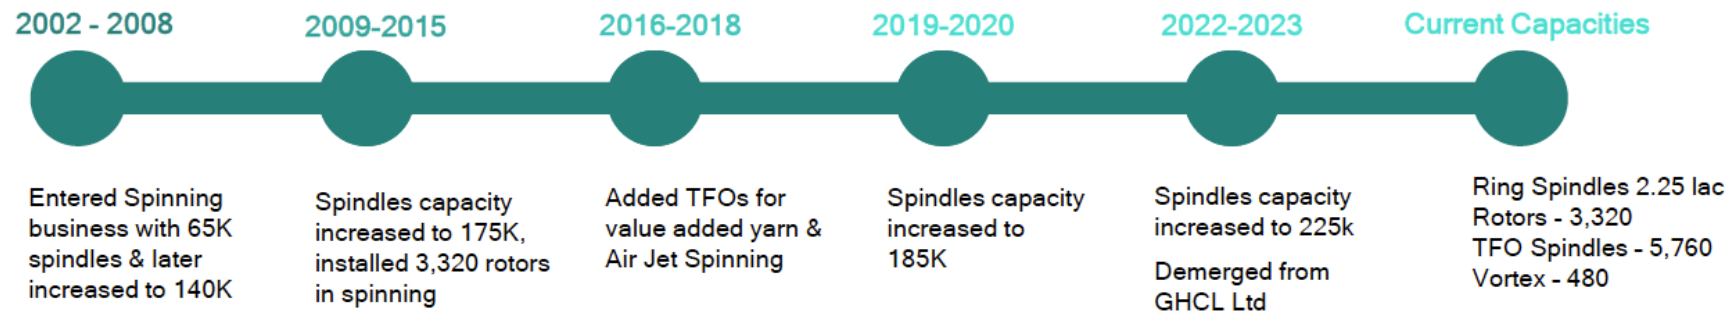 2002 - 2008
Entered Spinning
business with 65K
spindles & later
increased to 140K
2009-2015
Spindles capacity
increased to 175K,
installed 3,320 rotors
in spinning
2016-2018
Added TFOs for
value added yarn &
Air Jet Spinning
2019-2020
Spindles capacity
increased to
185K
2022-2023
Spindles capacity
increased to 225k
Demerged from
GHCL Ltd
Current Capacities
Ring Spindles 2.25 lac
Rotors - 3,320
TFO Spindles - 5,760
Vortex - 480